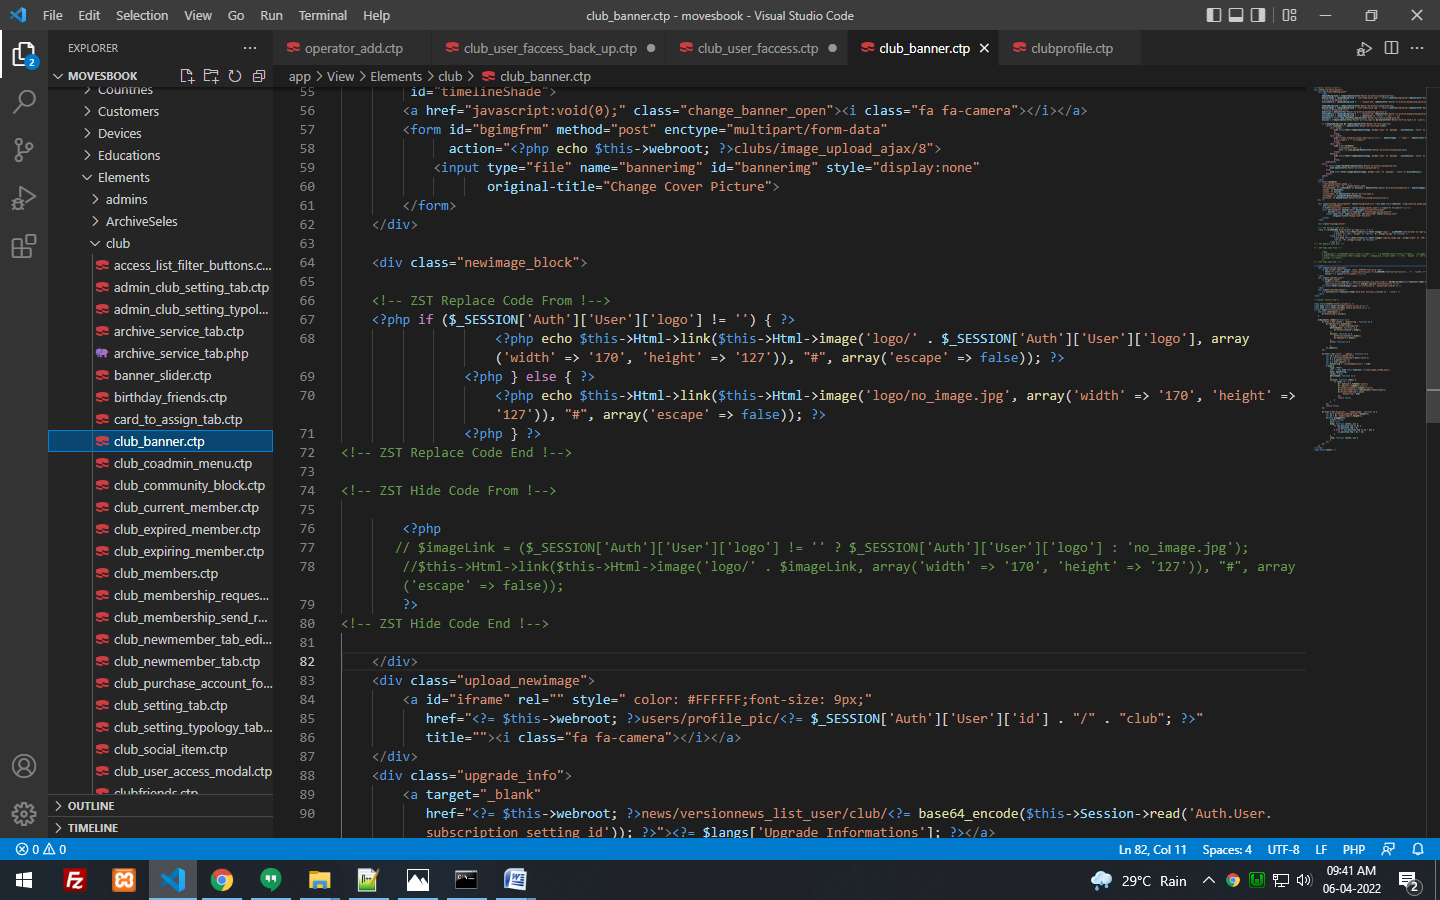 File Edit Selection View Go Run Terminal Help
club_banner.ctp - movesbook - Visual Studio Code
EXPLORER
operator_add.ctp
club_user_faccess_back_up.ctp
club_user_faccess.ctp
club_banner.ctp
clubprofile.ctp
2
MOVESBOOK
app > View > Elements > club > club_banner.ctp
Countries
Customers
Devices
Educations
Elements
admins
ArchiveSeles
club
access_list_filter_buttons.c...
admin_club_setting_tab.ctp
admin_club_setting_typol...
archive_service_tab.ctp
archive_service_tab.php
banner_slider.ctp
birthday_friends.ctp
card_to_assign_tab.ctp
club_banner.ctp
club_coadmin_menu.ctp
club_community_block.ctp
club_current_member.ctp
club_expired_member.ctp
club_expiring_member.ctp
club_members.ctp
club_membership_reques...
club_membership_send_r...
club_newmember_tab_edi...
club_newmember_tab.ctp
club_purchase_account_fo...
club_setting_tab.ctp
club_setting_typology_tab...
club_social_item.ctp
club_user_access_modal.ctp
clubfriends.ctp
OUTLINE
TIMELINE
55 id="timelineShade">
56 <a href="javascript:void(0);" class="change_banner_open"><i class="fa fa-camera"></i></a>
57 <form id="bgimgfrm" method="post" enctype="multipart/form-data"
58 action="<?php echo $this->webroot; ?>clubs/image_upload_ajax/8">
59 <input type="file" name="bannerimg" id="bannerimg" style="display:none"
60 original-title="Change Cover Picture">
61 </form>
62 </div>
63
64 <div class="newimage_block">
65
66 <!-- ZST Replace Code From !-->
67 <?php if ($_SESSION['Auth']['User']['logo'] != '') { ?>
68 <?php echo $this->Html->link($this->Html->image('logo/' . $_SESSION['Auth']['User']['logo'], array
('width' => '170', 'height' => '127')), "#", array('escape' => false)); ?>
69 <?php } else { ?>
70 <?php echo $this->Html->link($this->Html->image('logo/no_image.jpg', array('width' => '170', 'height' =>
'127')), "#", array('escape' => false)); ?>
71 <?php } ?>
72 <!-- ZST Replace Code End !-->
73
74 <!-- ZST Hide Code From !-->
75
76 <?php
77 // $imageLink = ($_SESSION['Auth']['User']['logo'] != '' ? $_SESSION['Auth']['User']['logo'] : 'no_image.jpg');
78 //$this->Html->link($this->Html->image('logo/' . $imageLink, array('width' => '170', 'height' => '127')), "#", array
('escape' => false));
79 ?>
80 <!-- ZST Hide Code End !-->
81
82 </div>
83 <div class="upload_newimage">
84 <a id="iframe" rel="" style=" color: #FFFFFF;font-size: 9px;"
85 href="<?= $this->webroot; ?>users/profile_pic/<?= $_SESSION['Auth']['User']['id'] . "/" . "club"; ?>"
86 title=""><i class="fa fa-camera"></i></a>
87 </div>
88 <div class="upgrade_info">
89 <a target="_blank"
90 href="<?= $this->webroot; ?>news/versionnews_list_user/club/<?= base64_encode($this->Session->read('Auth.User.
subscription_setting_id')); ?>"><?= $langs['Upgrade_Informations']; ?></a>
0 0
Ln 82, Col 11 Spaces: 4 UTF-8 LF PHP
29°C Rain
09:41 AM
06-04-2022
2